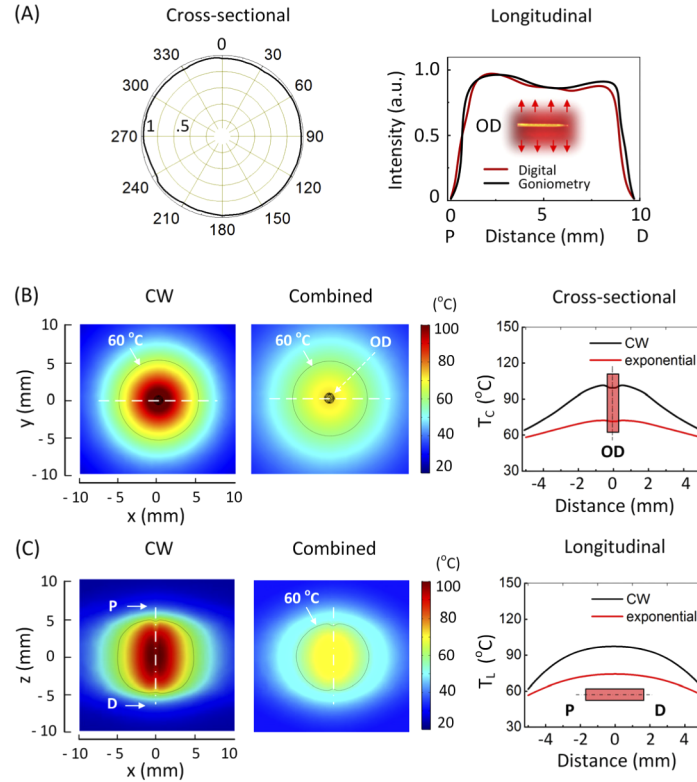 (A)
Cross-sectional
Longitudinal
0
330
30
300
60
270
1
.5
90
240
120
210
150
180
Intensity (a.u.)
1.0
0.5
0
OD
Digital
Goniometry
0
5
10
P
Distance (mm)
D
(B)
CW
Combined
(°C)
Cross-sectional
y (mm)
10
5
0
- 5
- 10
60 °C
60 °C
OD
100
80
60
40
20
- 10
- 5
0
5
10
x (mm)
- 10
- 5
0
5
10
x (mm)
T_C (°C)
150
120
90
60
30
CW
exponential
OD
-4
-2
0
2
4
Distance (mm)
(C)
CW
Combined
(°C)
Longitudinal
z (mm)
10
5
0
- 5
- 10
P
D
60 °C
100
80
60
40
20
- 10
- 5
0
5
10
x (mm)
- 10
- 5
0
5
10
x (mm)
T_L (°C)
150
120
90
60
30
CW
exponential
P
D
-4
-2
0
2
4
Distance (mm)